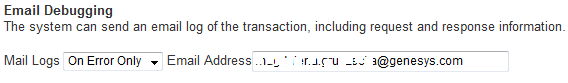 Email Debugging
The system can send an email log of the transaction, including request and response information.
Mail Logs On Error Only Email Address @genesys.com